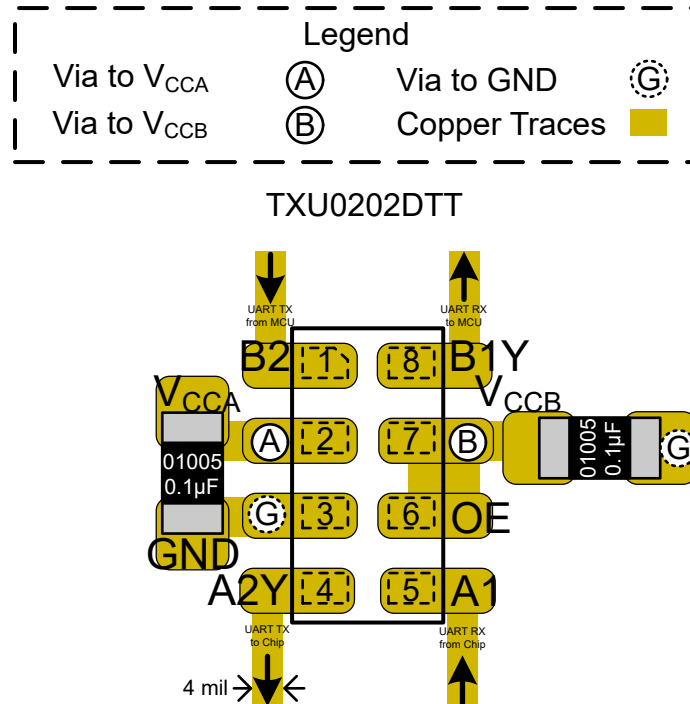 Legend
Via to VCCA A Via to GND G
Via to VCCB B Copper Traces
TXU0202DTT
UART TX
from MCU
UART RX
to MCU
B2 1 8 B1Y
VCCA VCCB
A 2 7 B
01005
0.1µF
01005
0.1µF
G
G 3 6 OE
GND
A2Y 4 5 A1
UART TX
to Chip
UART RX
from Chip
4 mil